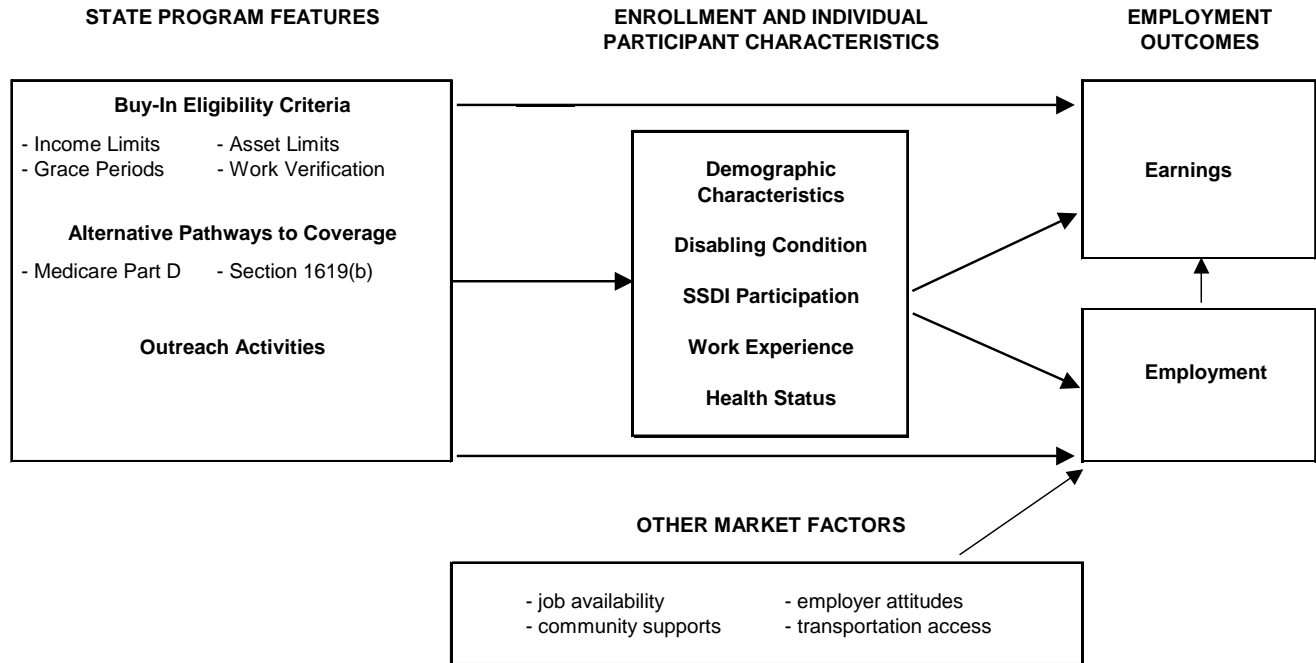 STATE PROGRAM FEATURES
ENROLLMENT AND INDIVIDUAL
PARTICIPANT CHARACTERISTICS
EMPLOYMENT
OUTCOMES
Buy-In Eligibility Criteria
- Income Limits - Asset Limits
- Grace Periods - Work Verification
Alternative Pathways to Coverage
- Medicare Part D - Section 1619(b)
Outreach Activities
Demographic
Characteristics
Disabling Condition
SSDI Participation
Work Experience
Health Status
Earnings
Employment
OTHER MARKET FACTORS
- job availability - employer attitudes
- community supports - transportation access